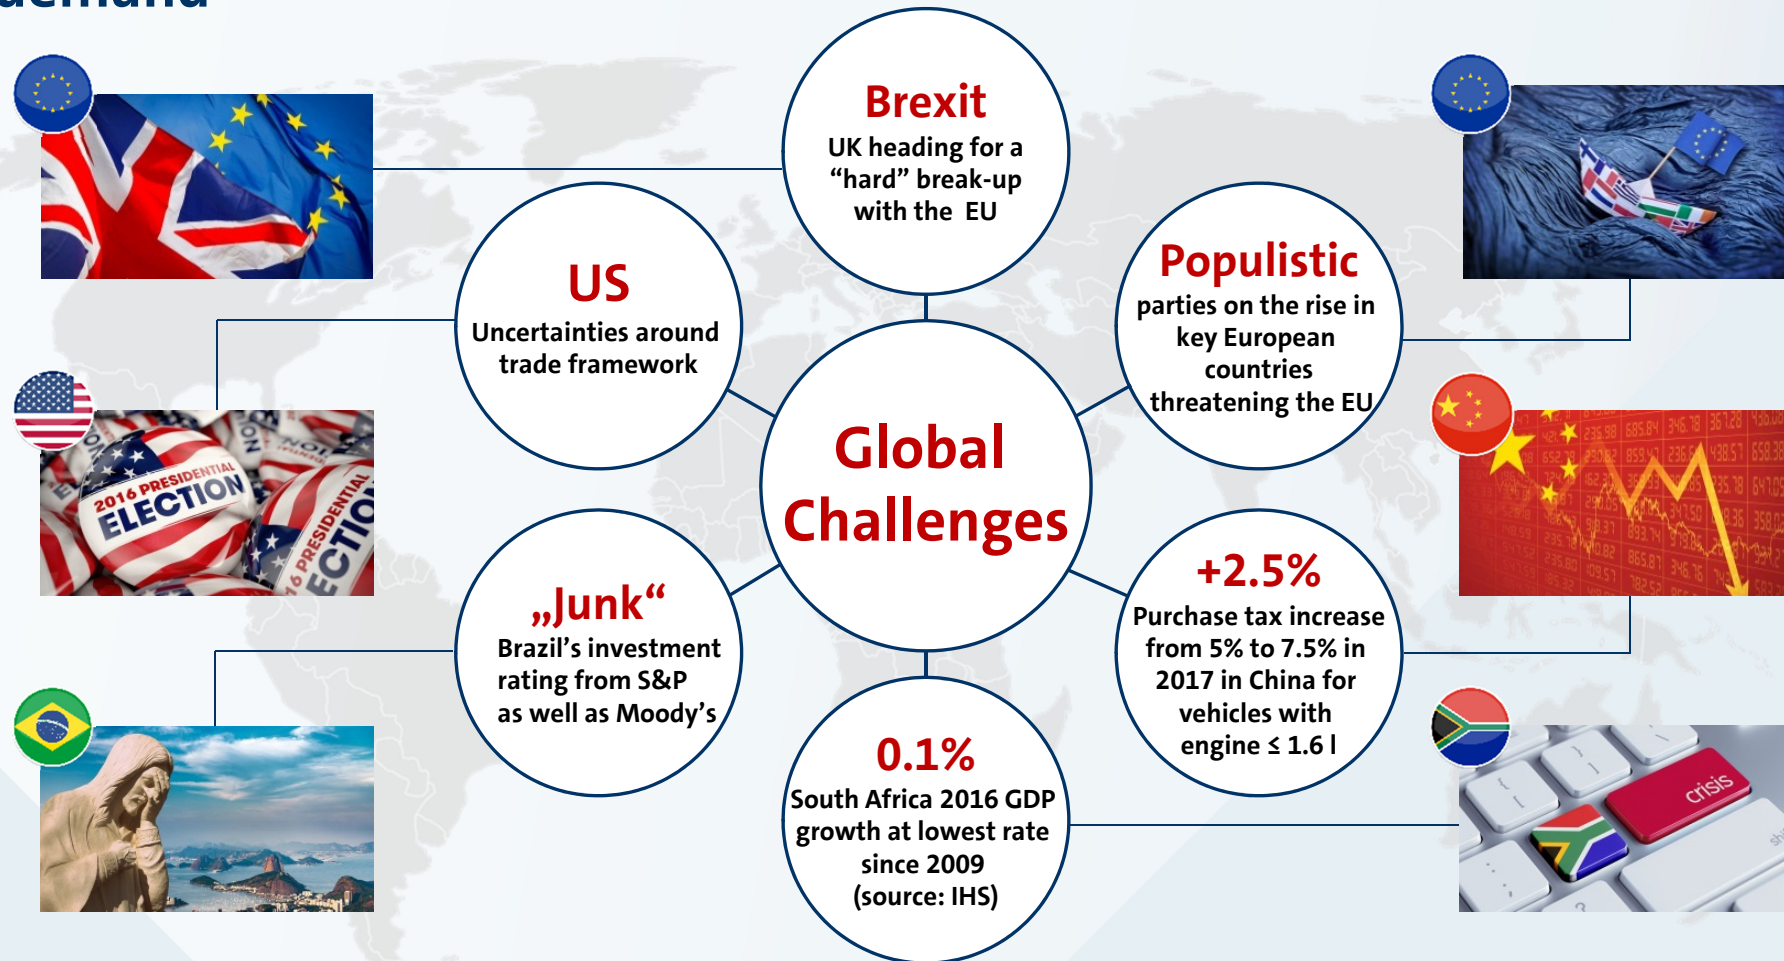 Brexit
UK heading for a
“hard” break-up
with the EU
US
Uncertainties around
trade framework
Populistic
parties on the rise in
key European
countries
threatening the EU
Global
Challenges
2016 PRESIDENTIAL
ELECTION
„Junk“
Brazil’s investment
rating from S&P
as well as Moody’s
+2.5%
Purchase tax increase
from 5% to 7.5% in
2017 in China for
vehicles with
engine ≤ 1.6 l
0.1%
South Africa 2016 GDP
growth at lowest rate
since 2009
(source: IHS)
crisis